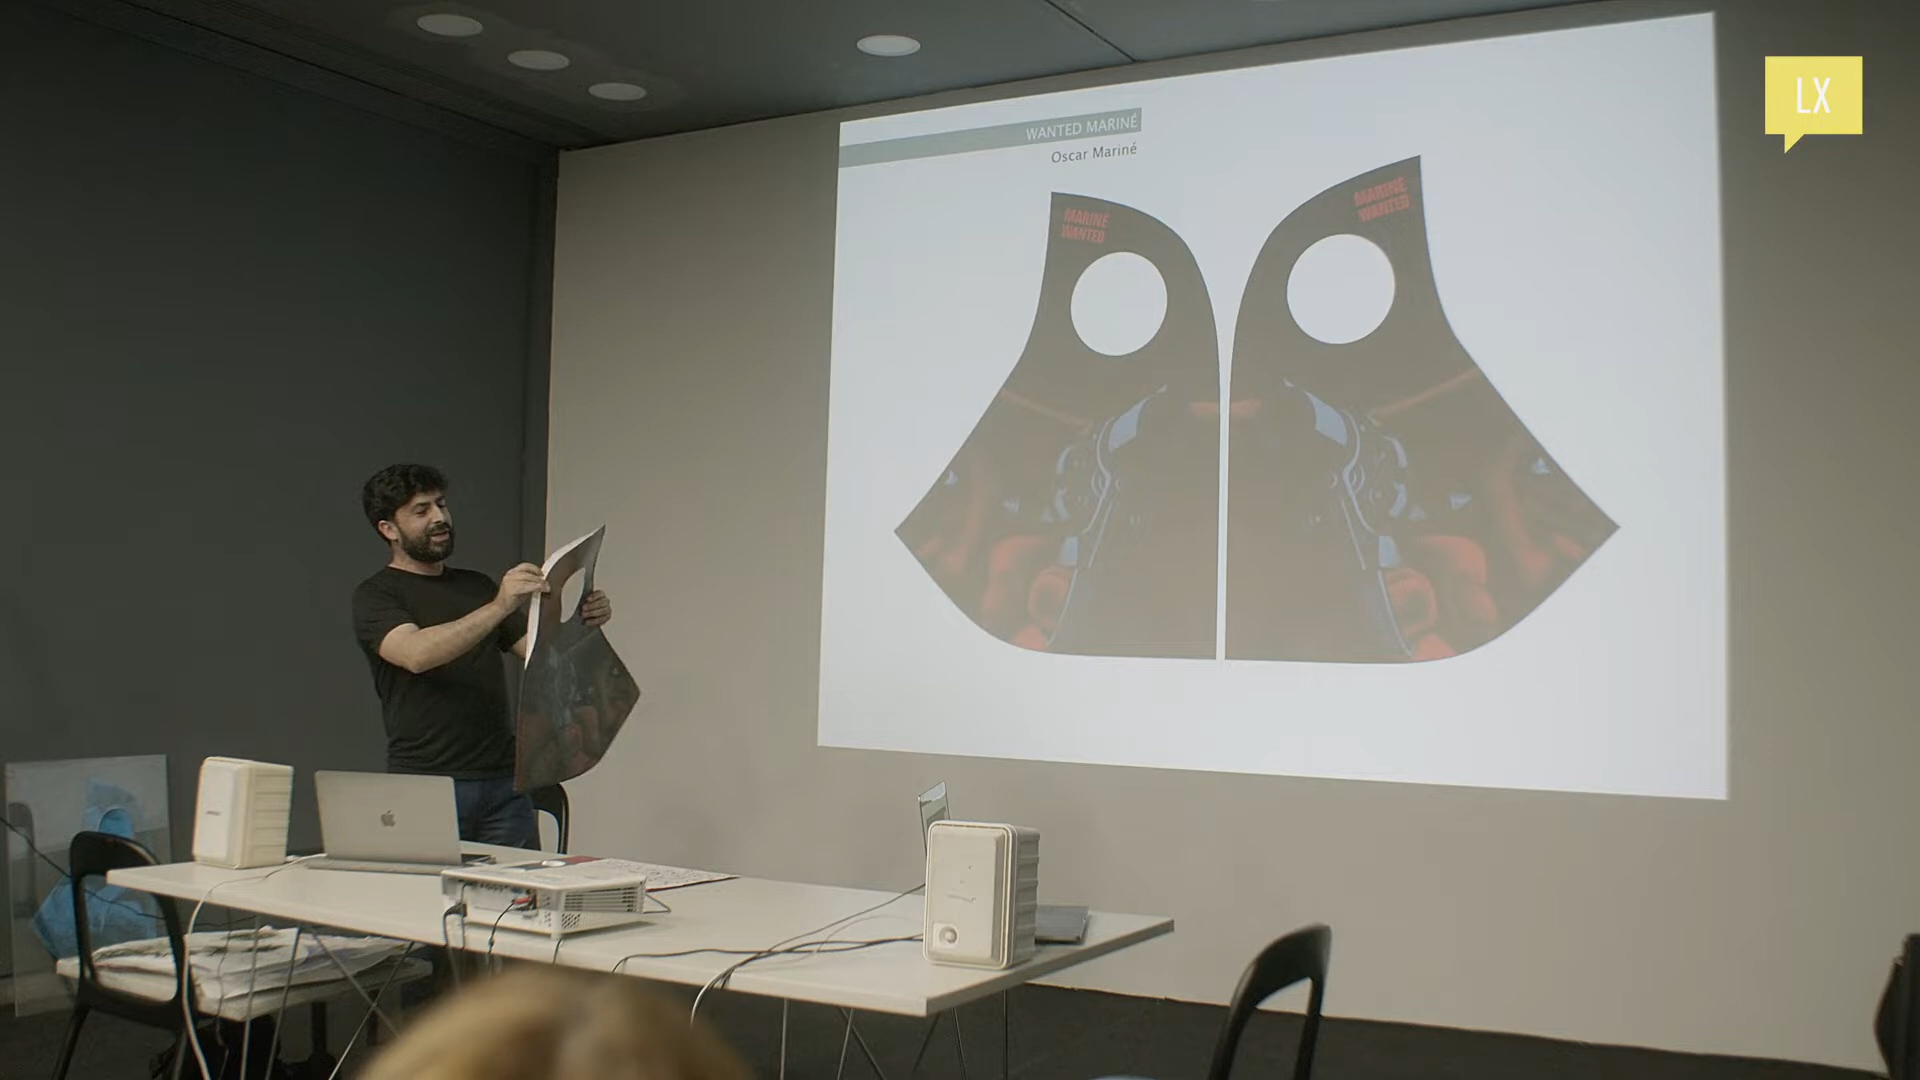 WANTED MARINÉ
Oscar Mariné
MARINÉ
WANTED
MARINÉ
WANTED
LX